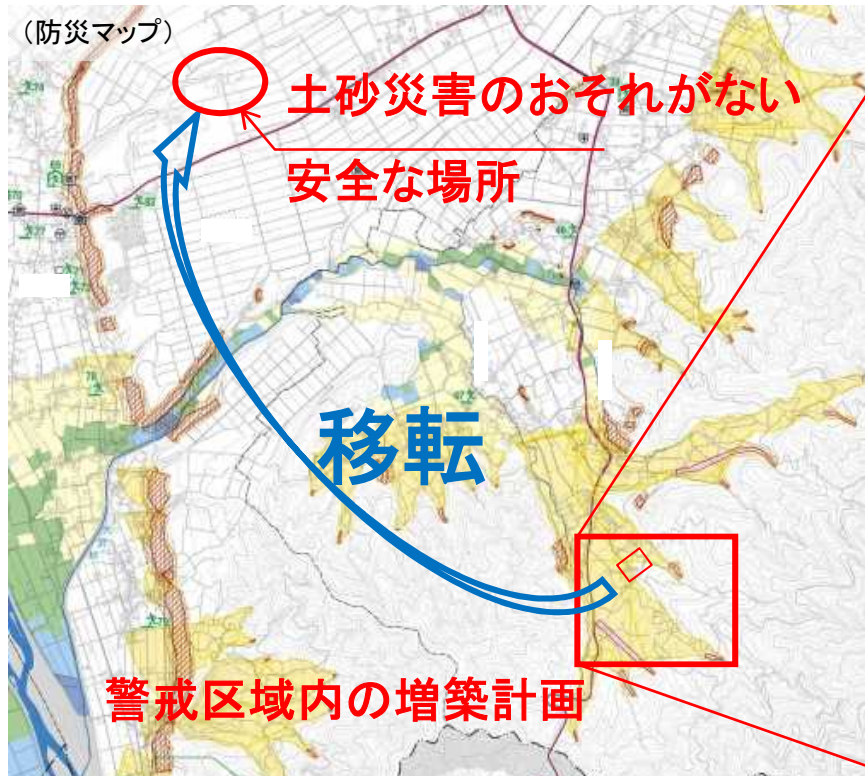 （防災マップ）
土砂災害のおそれがない
安全な場所
移転
警戒区域内の増築計画